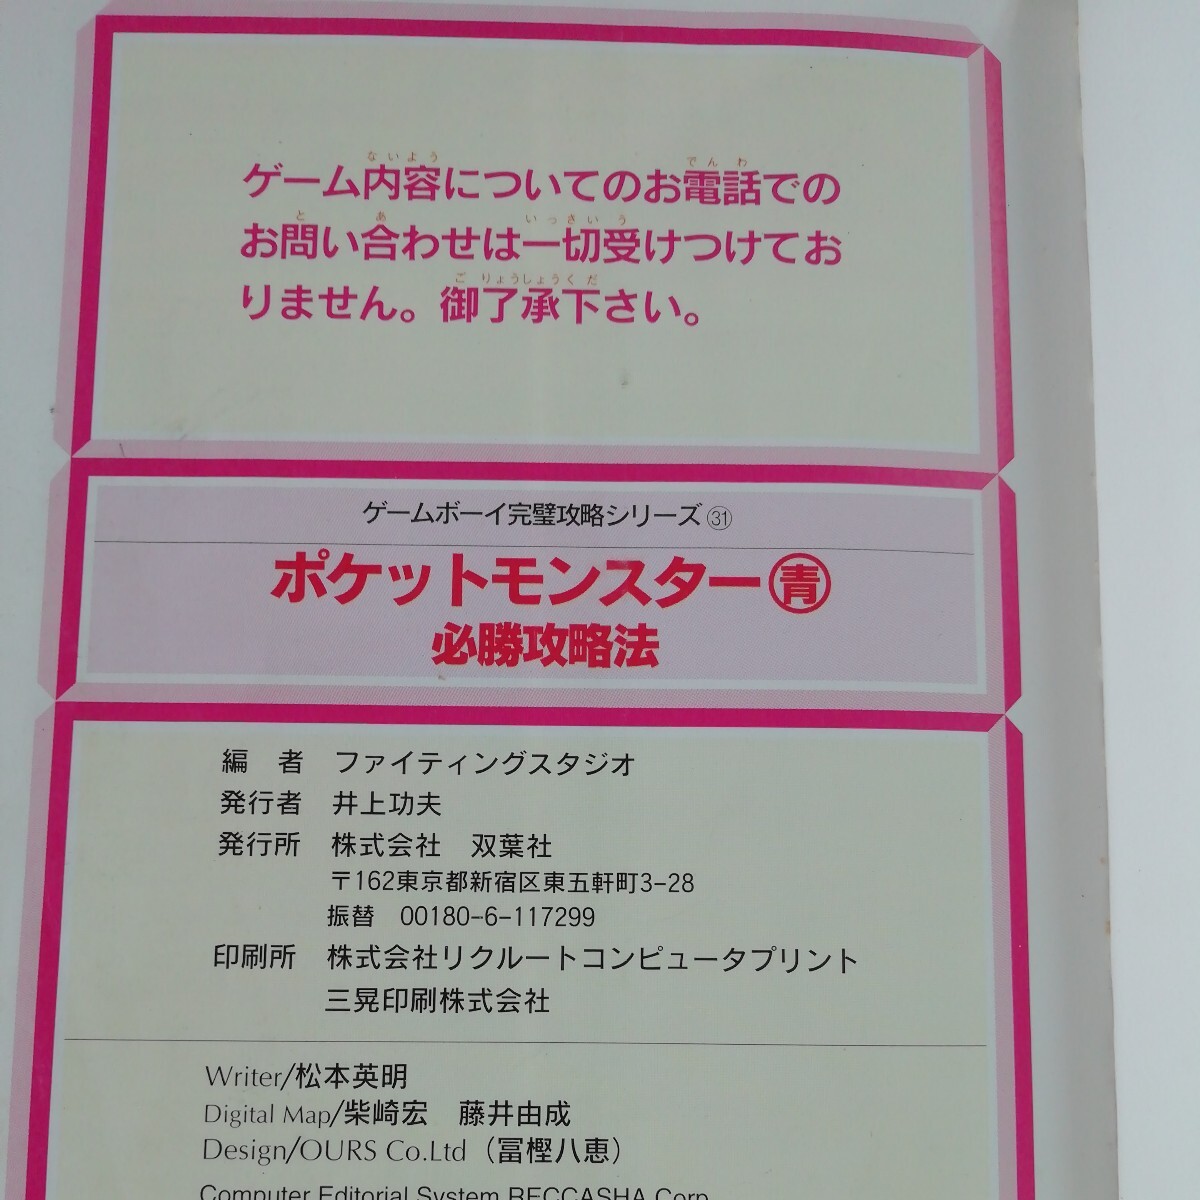 ゲーム内容についてのお電話での
お問い合わせは一切受けつけてお
りません。御了承下さい。
ゲームボーイ完璧攻略シリーズ㉛
ポケットモンスター㊤青
必勝攻略法
編　者　ファイティングスタジオ
発行者　井上功夫
発行所　株式会社　双葉社
〒162東京都新宿区東五軒町3-28
振替　00180-6-117299
印刷所　株式会社リクルートコンピュータプリント
三晃印刷株式会社
Writer/松本英明
Digital Map/柴崎宏　藤井由成
Design/OURS Co.Ltd（冨樫八恵）
Computer Editorial System RECCASHA Corp.